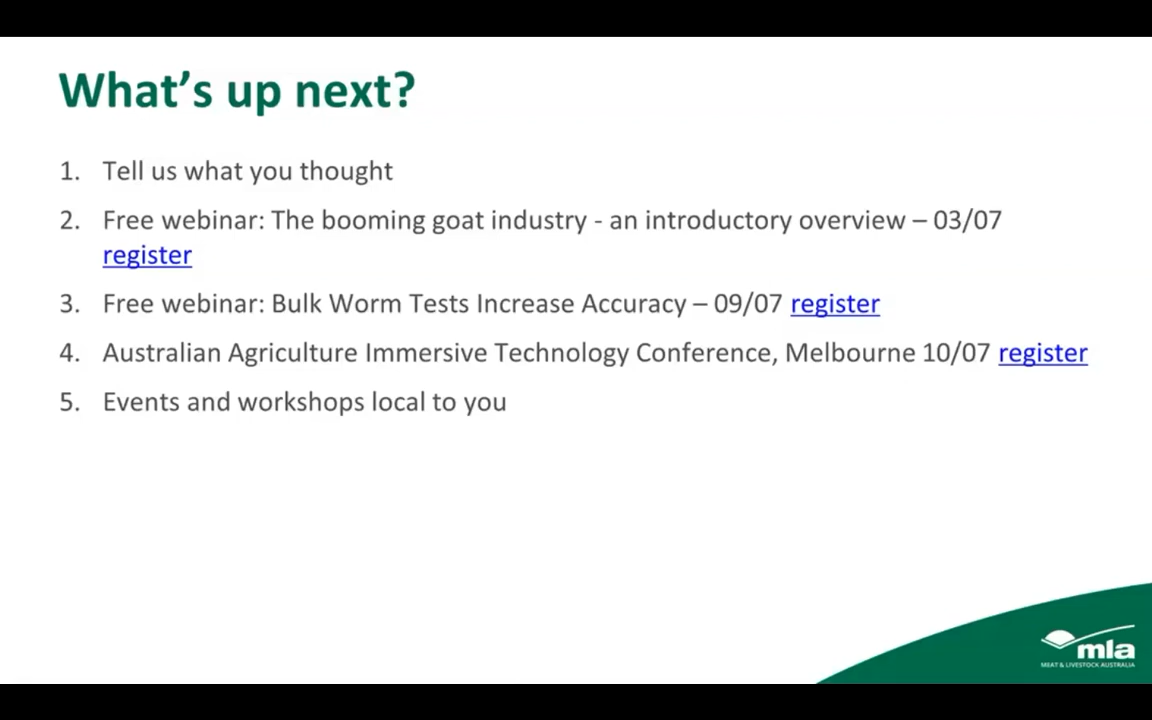 What's up next?
1. Tell us what you thought
2. Free webinar: The booming goat industry - an introductory overview – 03/07
register
3. Free webinar: Bulk Worm Tests Increase Accuracy – 09/07 register
4. Australian Agriculture Immersive Technology Conference, Melbourne 10/07 register
5. Events and workshops local to you
mla
MEAT & LIVESTOCK AUSTRALIA